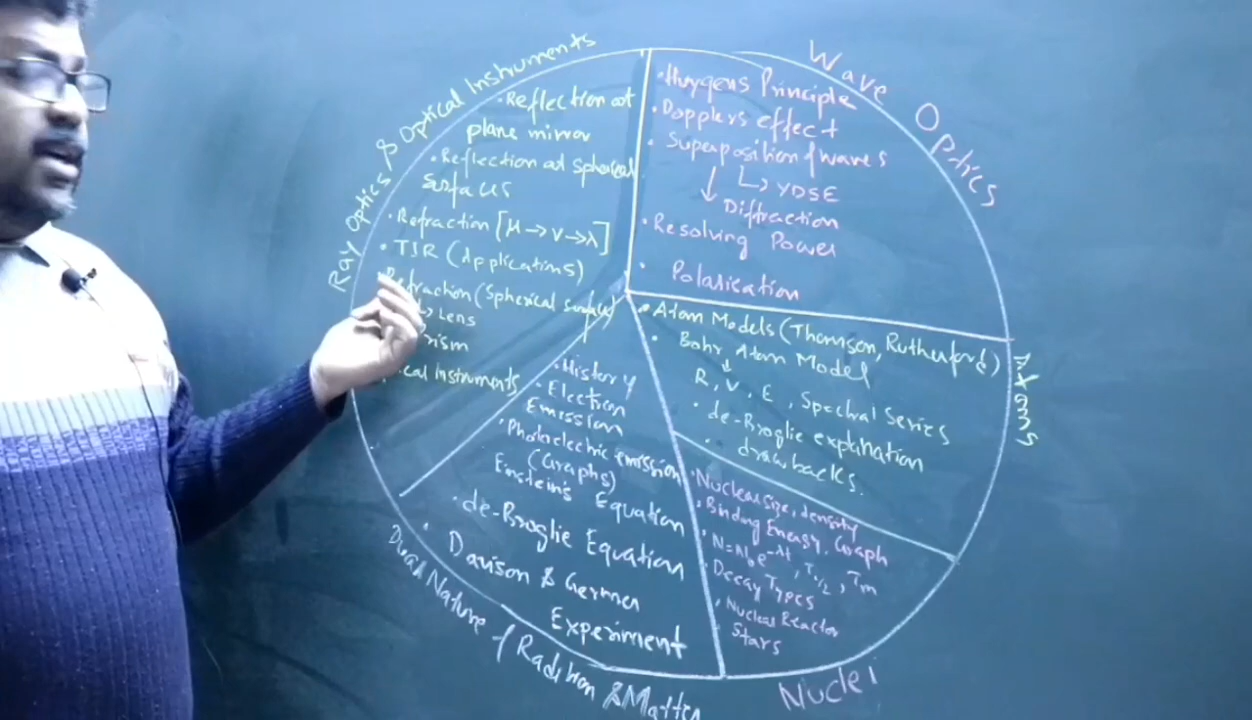 Ray Optics & Optical Instruments
• Reflection at
plane mirror
• Reflection at spherical
surfaces
• Refraction [μ → v → λ]
• TIR (Applications)
Refraction (Spherical surface)
↳ Lens
rism
cal instruments
Wave Optics
• Huygens Principle
• Dopplers effect
• Superposition of waves
↓ ↳ YDSE
Diffraction
• Resolving Power
• Polarisation
Atoms
• Atom Models (Thomson, Rutherford)
• Bohr Atom Model
↓
R, V, E, Spectral Series
• de-Broglie explanation
• drawbacks.
Nuclei
• Nuclear size, density
• Binding Energy, Graph
• N=N₀e^-λt, T1/2, Tm
• Decay Types
• Nuclear Reactor
Stars
Dual Nature of Radition & Matter
• History
• Election
Emission
• Photoelectric emission
(Graphs)
Einstein's Equation
• de-Broglie Equation
• Davison & Germer
Experiment